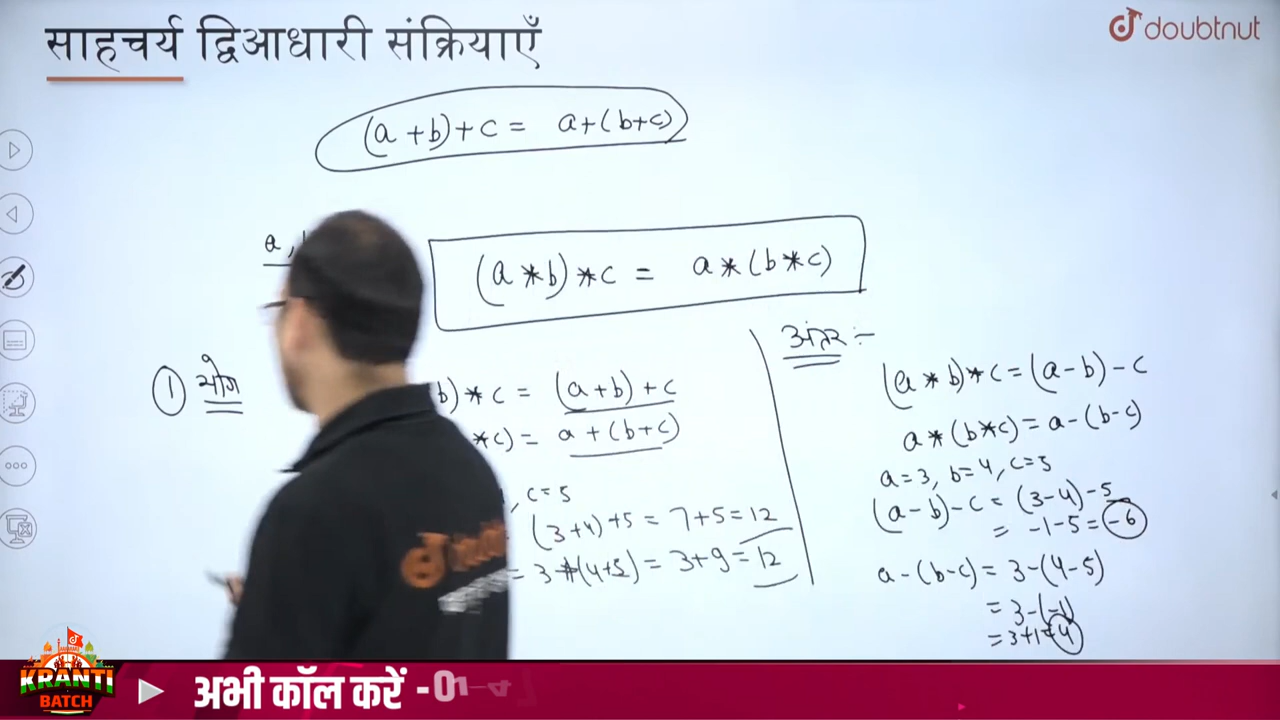 साहचर्य द्विआधारी संक्रियाएँ
doubtnut
(a+b)+c = a+(b+c)
a,
(a*b)*c = a*(b*c)
① योग
b)*c = (a+b)+c
*c) = a+(b+c)
, c=5
(3+4)+5 = 7+5=12
= 3+(4+5) = 3+9=12
अंतर :-
(a*b)*c=(a-b)-c
a*(b*c)=a-(b-c)
a=3, b=4, c=5
(a-b)-c = (3-4)-5
= -1-5=-6
a-(b-c)= 3-(4-5)
= 3-(-1)
=3+1=4
KRANTI
BATCH
अभी कॉल करें -01-4